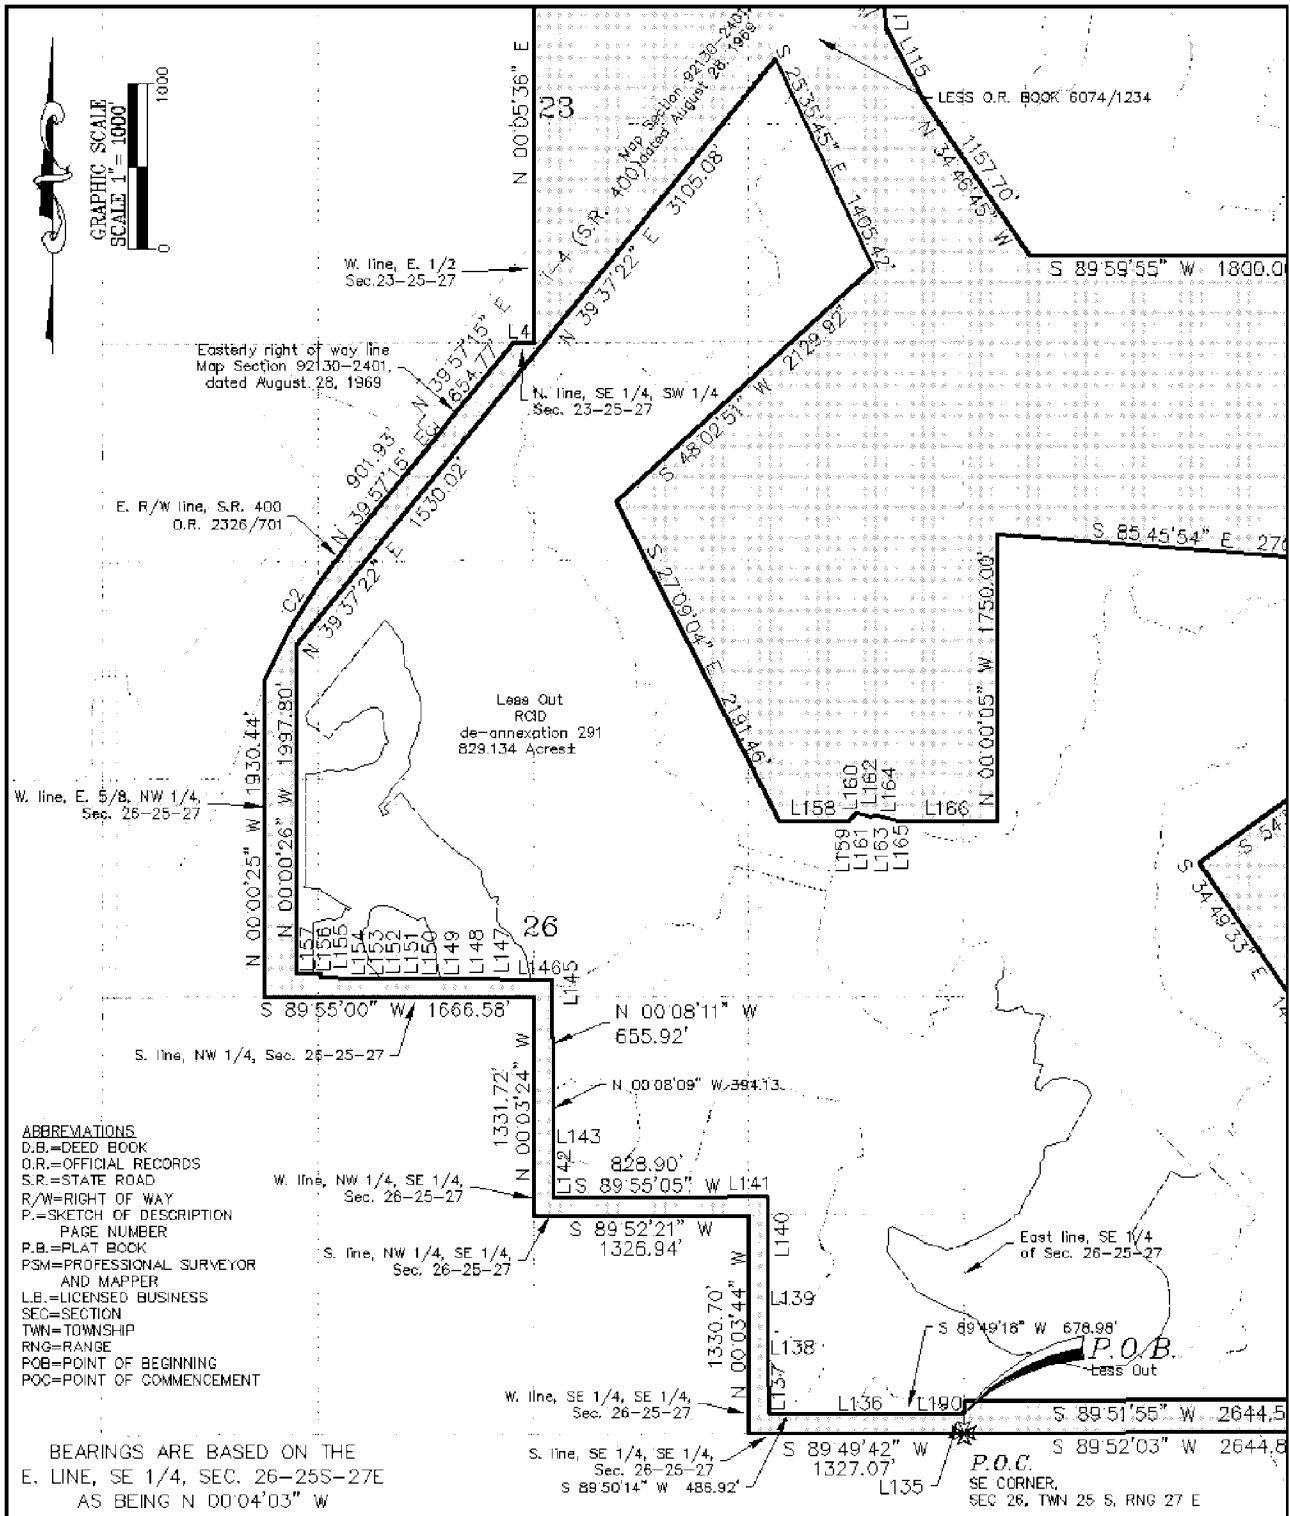 GRAPHIC SCALE
SCALE 1" = 1000'
0
1000
N 00°05'36" E
23
Map Section 92130-2401,
dated August 28, 1969
I-4 (S.R. 400)
N 39°37'22" E 3105.08'
S 25°35'45" E 1405.42'
L115
LESS O.R. BOOK 6074/1234
N 34°46'45" W
1157.70'
S 89°59'55" W
W. line, E. 1/2
Sec.23-25-27
L4
Easterly right of way line
Map Section 92130-2401,
dated August 28, 1969
N 39°57'15" E
654.77'
N. line, SE 1/4, SW 1/4
Sec. 23-25-27
S 48°02'51" W 2129.92'
901.93'
N 39°57'15" E
E. R/W line, S.R. 400
O.R. 2326/701
N 39°37'22" E 1530.02'
C2
S 27°09'04" E 2191.46'
S 85°45'54" E
N 00°00'05" W 1750.00'
Less Out
RCID
de-annexation 291
829.134 Acres±
N 00°00'25" W 1930.44'
N 00°00'26" W 1997.80'
W. line, E. 5/8, NW 1/4,
Sec. 26-25-27
L158
L160
L162
L164
L166
L159
L161
L163
L165
S 54°
S 34°49'33" E
26
L157
L156
L155
L154
L153
L152
L151
L150
L149
L148
L147
L146
L145
S 89°55'00" W 1666.58'
N 00°08'11" W
655.92'
S. line, NW 1/4, Sec. 26-25-27
N 00°08'09" W 394.13
1331.72'
N 00°03'24" W
L143
L142
828.90'
S 89°55'05" W
L141
W. line, NW 1/4, SE 1/4,
Sec. 26-25-27
S 89°52'21" W
1326.94'
S. line, NW 1/4, SE 1/4,
Sec. 26-25-27
L140
L139
L138
L137
1330.70'
N 00°03'44" W
East line, SE 1/4
of Sec. 26-25-27
S 89°49'16" W 678.98'
P.O.B.
Less Out
W. line, SE 1/4, SE 1/4,
Sec. 26-25-27
L136
L190
S 89°51'55" W 2644.5
S 89°52'03" W 2644.8
S. line, SE 1/4, SE 1/4,
Sec. 26-25-27
S 89°49'42" W
1327.07'
S 89°50'14" W 486.92'
L135
P.O.C.
SE CORNER,
SEC 26, TWN 25 S, RNG 27 E
ABBREVIATIONS
D.B.=DEED BOOK
O.R.=OFFICIAL RECORDS
S.R.=STATE ROAD
R/W=RIGHT OF WAY
P.=SKETCH OF DESCRIPTION
PAGE NUMBER
P.B.=PLAT BOOK
PSM=PROFESSIONAL SURVEYOR
AND MAPPER
L.B.=LICENSED BUSINESS
SEC=SECTION
TWN=TOWNSHIP
RNG=RANGE
POB=POINT OF BEGINNING
POC=POINT OF COMMENCEMENT
BEARINGS ARE BASED ON THE
E. LINE, SE 1/4, SEC. 26-25S-27E
AS BEING N 00°04'03" W